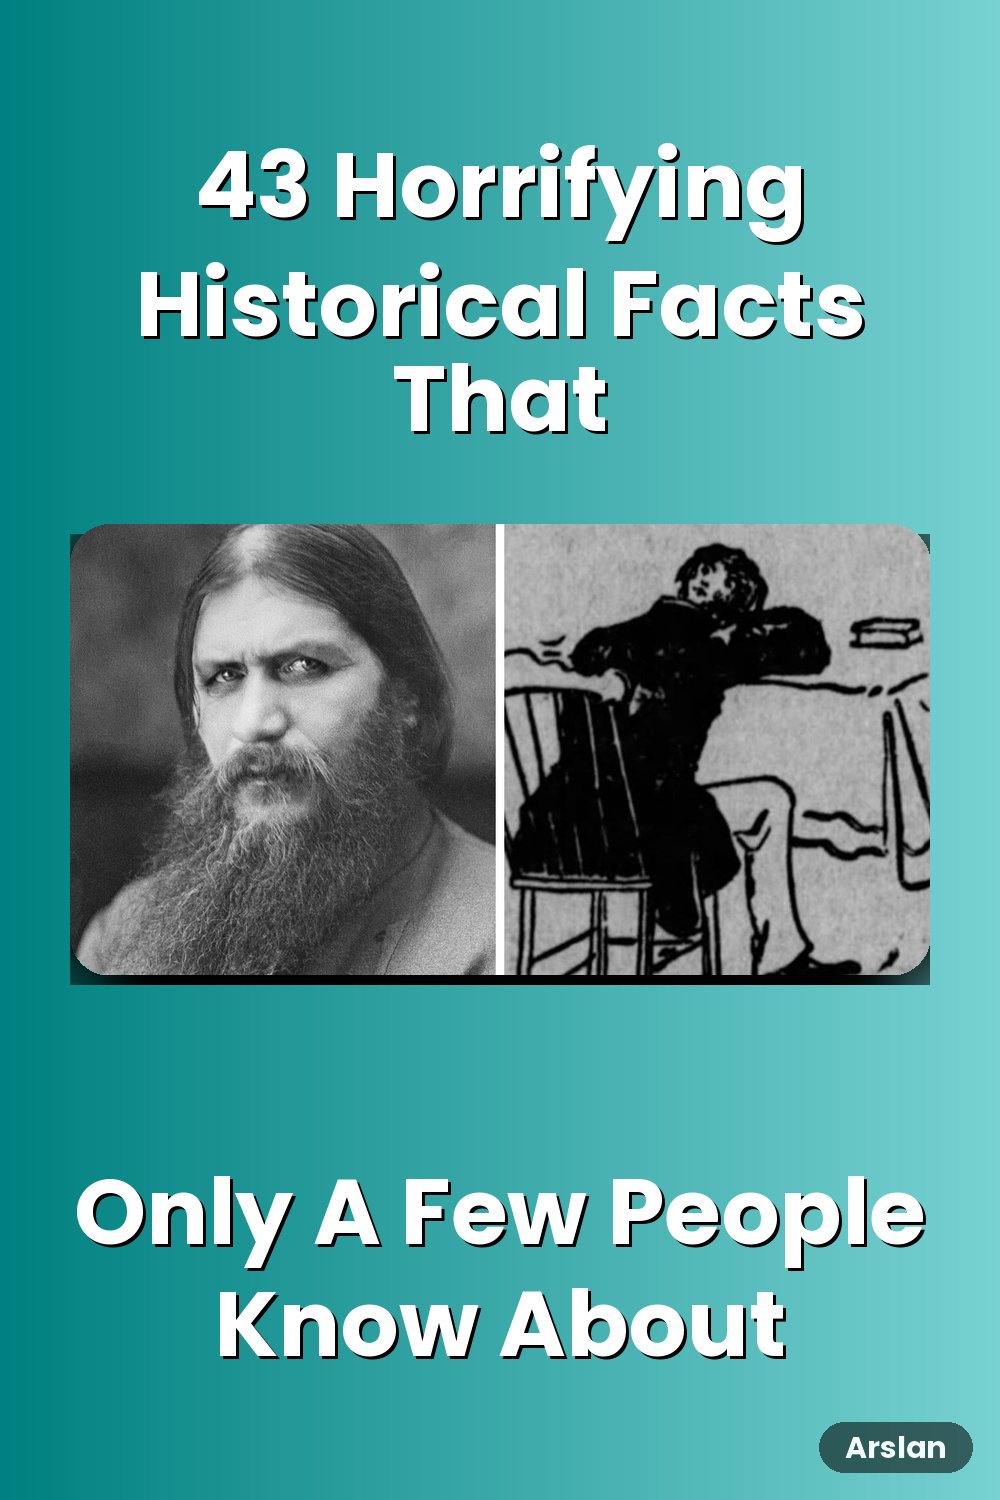 43 Horrifying
Historical Facts
That
Only A Few People
Know About
Arslan